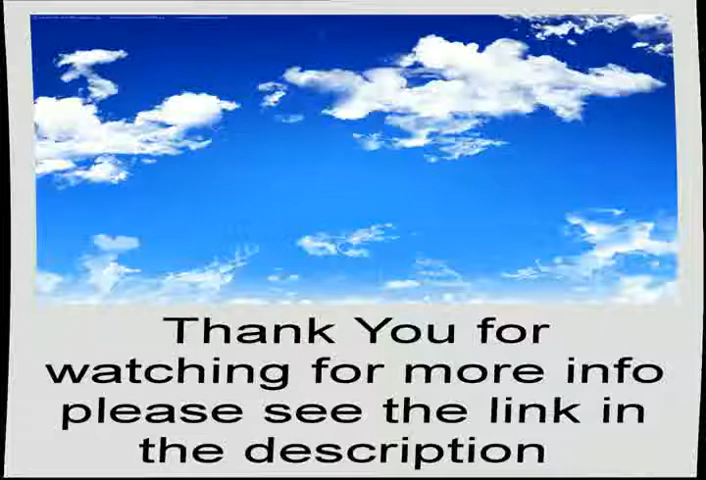 Thank You for
watching for more info
please see the link in
the description